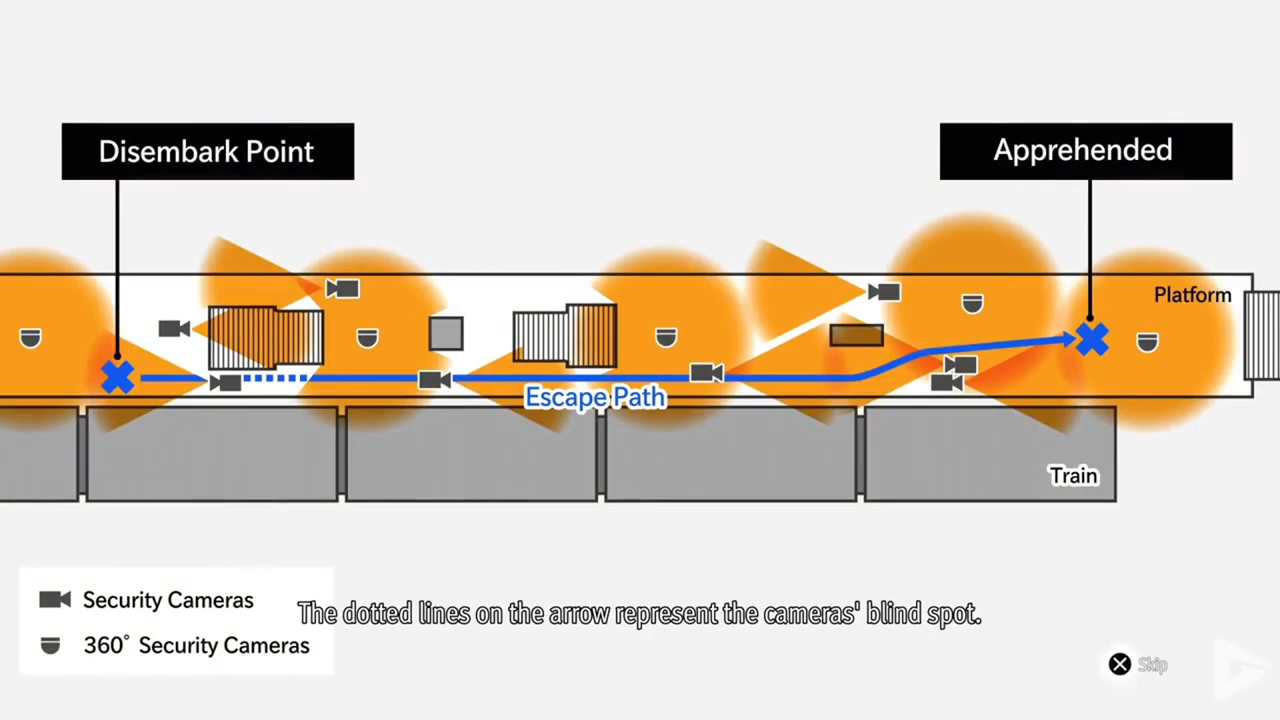 Disembark Point
Apprehended
Platform
Escape Path
Train
Security Cameras
360° Security Cameras
The dotted lines on the arrow represent the cameras' blind spot.
Skip